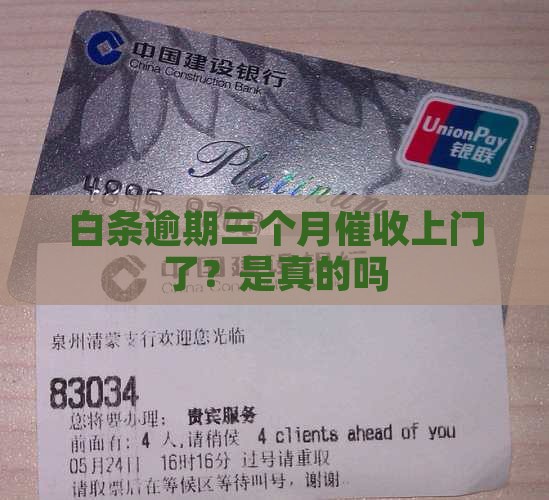 中国建设银行
China Construction Bank
UnionPay
银联
Platinum
4895
白条逾期三个月催收上门
了？是真的吗
泉州清蒙支行欢迎您光临
83034
您将要办理： 贵宾服务
前面有: 4 人,请稍侯 4 clients ahead of you
05月24日 16时16分 过号请重取
请取票后在等候区等待叫号，谢谢